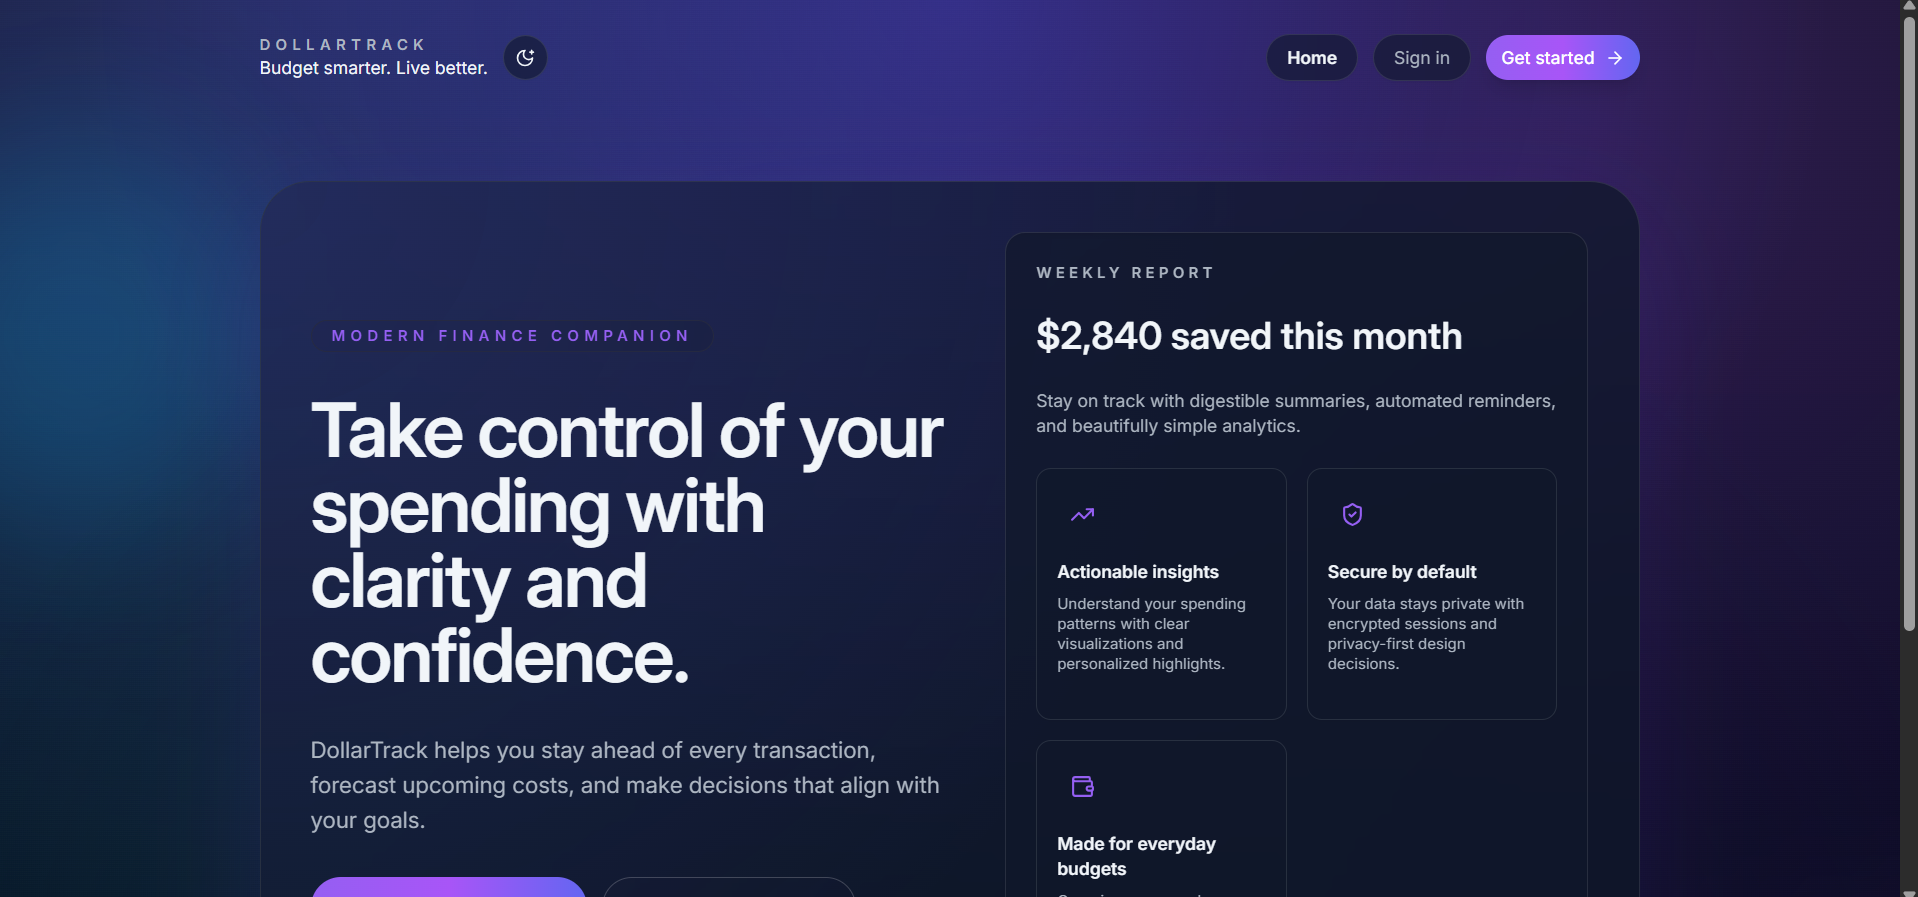 DOLLARTRACK
Budget smarter. Live better.
Home
Sign in
Get started
MODERN FINANCE COMPANION
Take control of your
spending with
clarity and
confidence.
DollarTrack helps you stay ahead of every transaction,
forecast upcoming costs, and make decisions that align with
your goals.
WEEKLY REPORT
$2,840 saved this month
Stay on track with digestible summaries, automated reminders,
and beautifully simple analytics.
Actionable insights
Understand your spending
patterns with clear
visualizations and
personalized highlights.
Secure by default
Your data stays private with
encrypted sessions and
privacy-first design
decisions.
Made for everyday
budgets